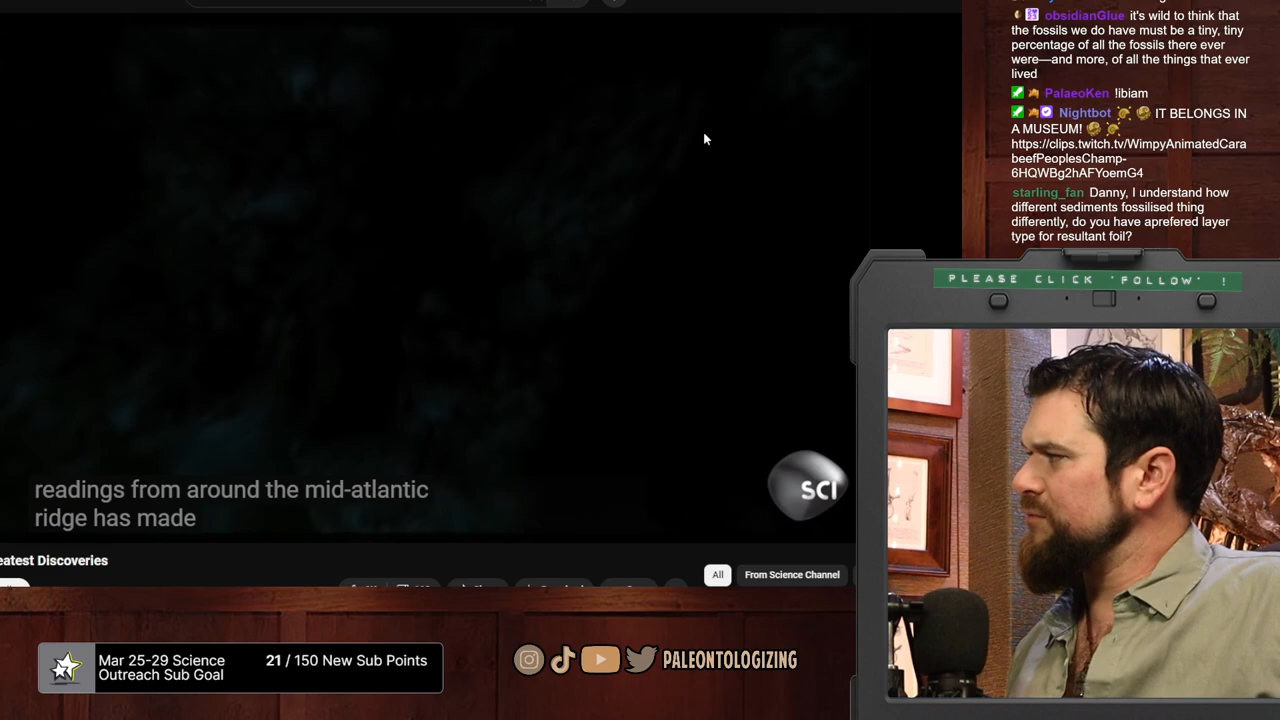 obsidianGlue it's wild to think that
the fossils we do have must be a tiny, tiny
percentage of all the fossils there ever
were—and more, of all the things that ever
lived
PalaeoKen !ibiam
Nightbot IT BELONGS IN
A MUSEUM!
https://clips.twitch.tv/WimpyAnimatedCara
beefPeoplesChamp-
6HQWBg2hAFYoemG4
starling_fan Danny, I understand how
different sediments fossilised thing
differently, do you have aprefered layer
type for resultant foil?
PLEASE CLICK 'FOLLOW' !
readings from around the mid-atlantic
ridge has made
SCI
eatest Discoveries
All
From Science Channel
Mar 25-29 Science
Outreach Sub Goal
21 / 150 New Sub Points
PALEONTOLOGIZING